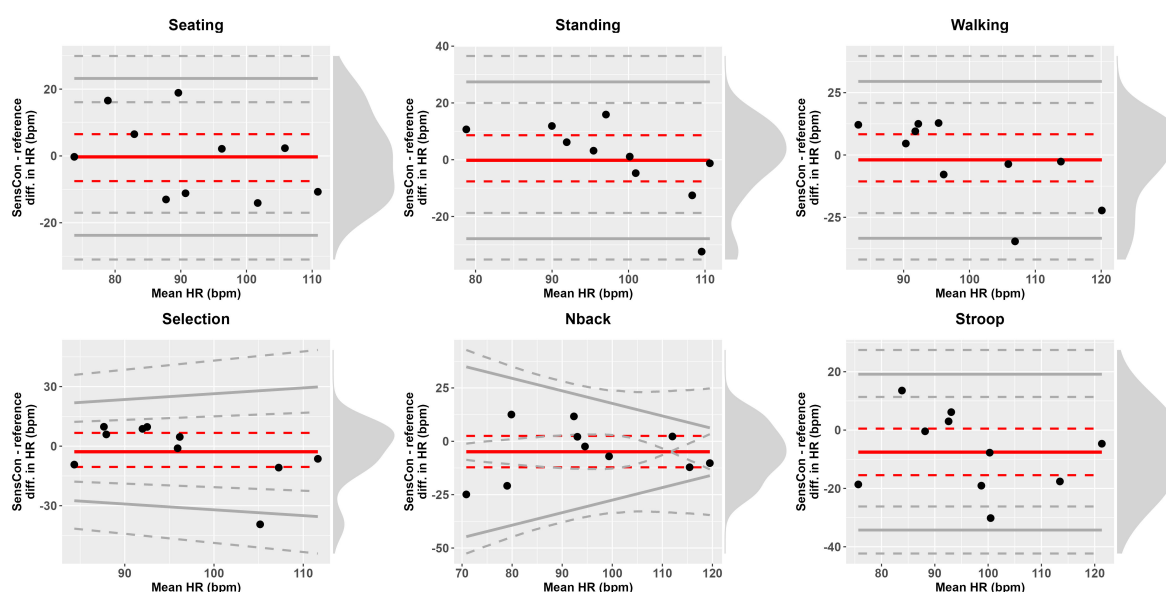 Seating
SensCon - reference
diff. in HR (bpm)
20
0
-20
80
90
100
110
Mean HR (bpm)
Standing
SensCon - reference
diff. in HR (bpm)
40
20
0
-20
80
90
100
110
Mean HR (bpm)
Walking
SensCon - reference
diff. in HR (bpm)
25
0
-25
90
100
110
120
Mean HR (bpm)
Selection
SensCon - reference
diff. in HR (bpm)
30
0
-30
90
100
110
Mean HR (bpm)
Nback
SensCon - reference
diff. in HR (bpm)
25
0
-25
-50
70
80
90
100
110
120
Mean HR (bpm)
Stroop
SensCon - reference
diff. in HR (bpm)
20
0
-20
-40
80
90
100
110
120
Mean HR (bpm)